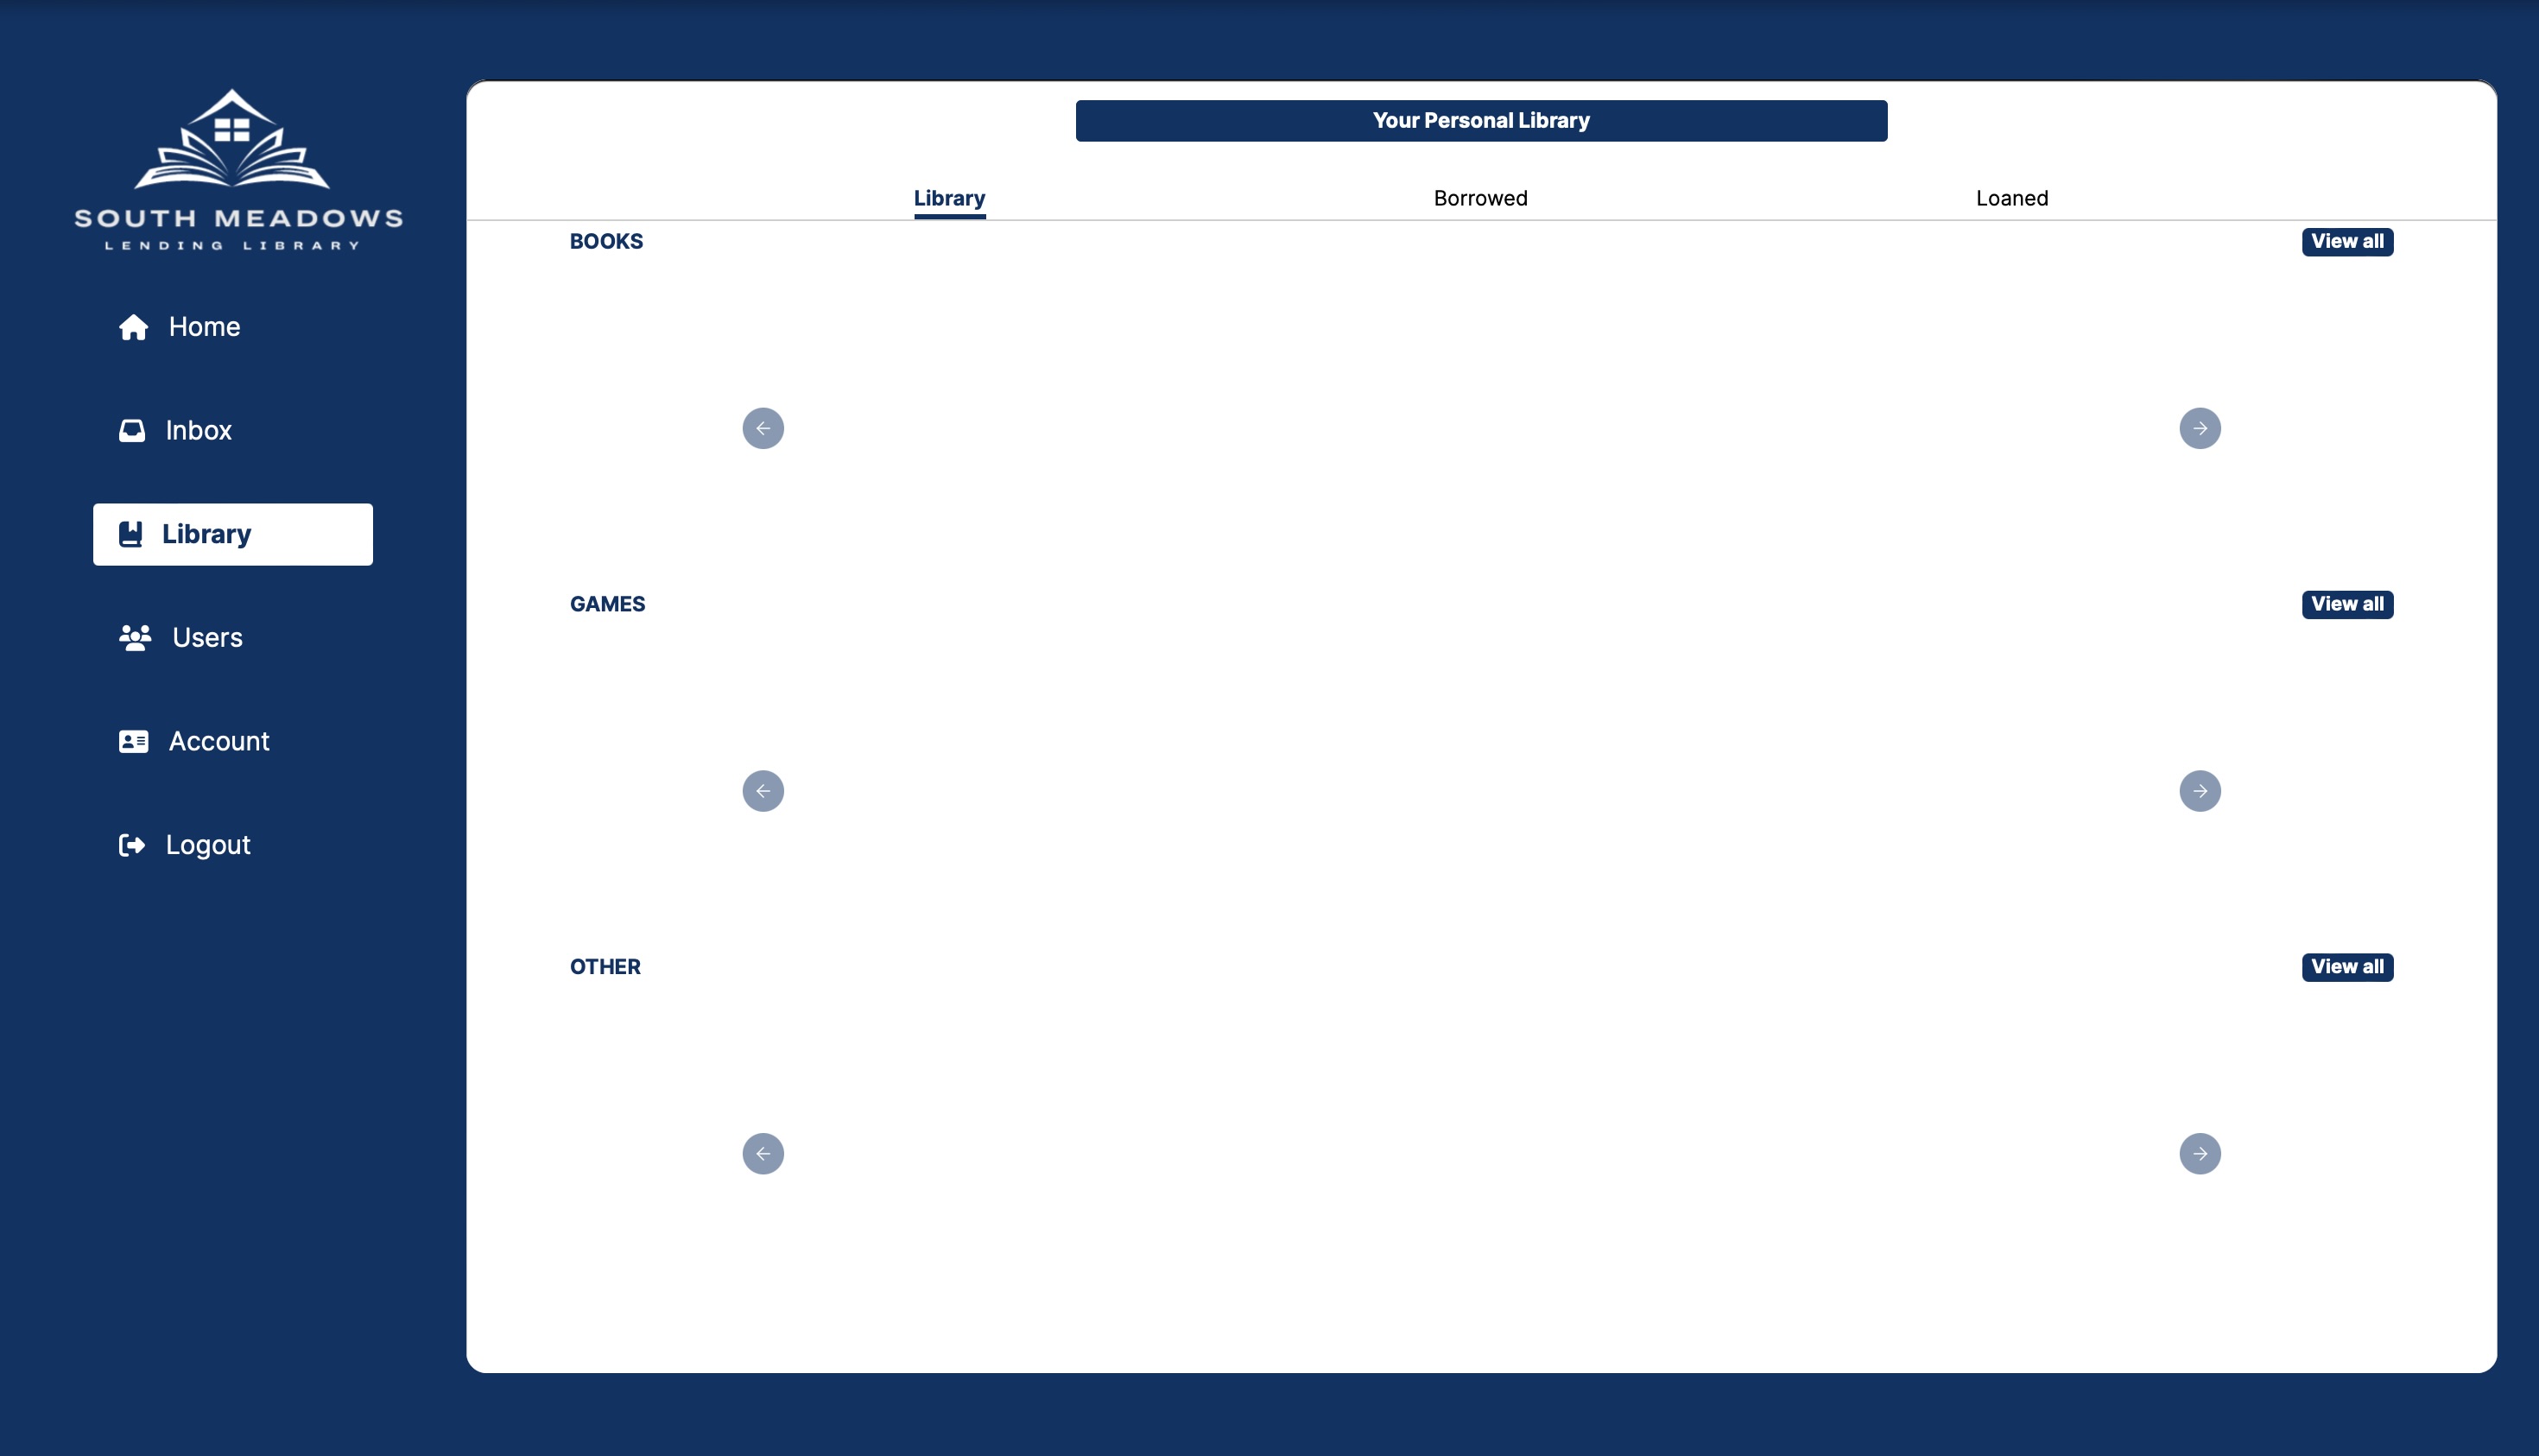 SOUTH MEADOWS
LENDING LIBRARY
Home
Inbox
Library
Users
Account
Logout
Your Personal Library
Library Borrowed Loaned
BOOKS View all
GAMES View all
OTHER View all